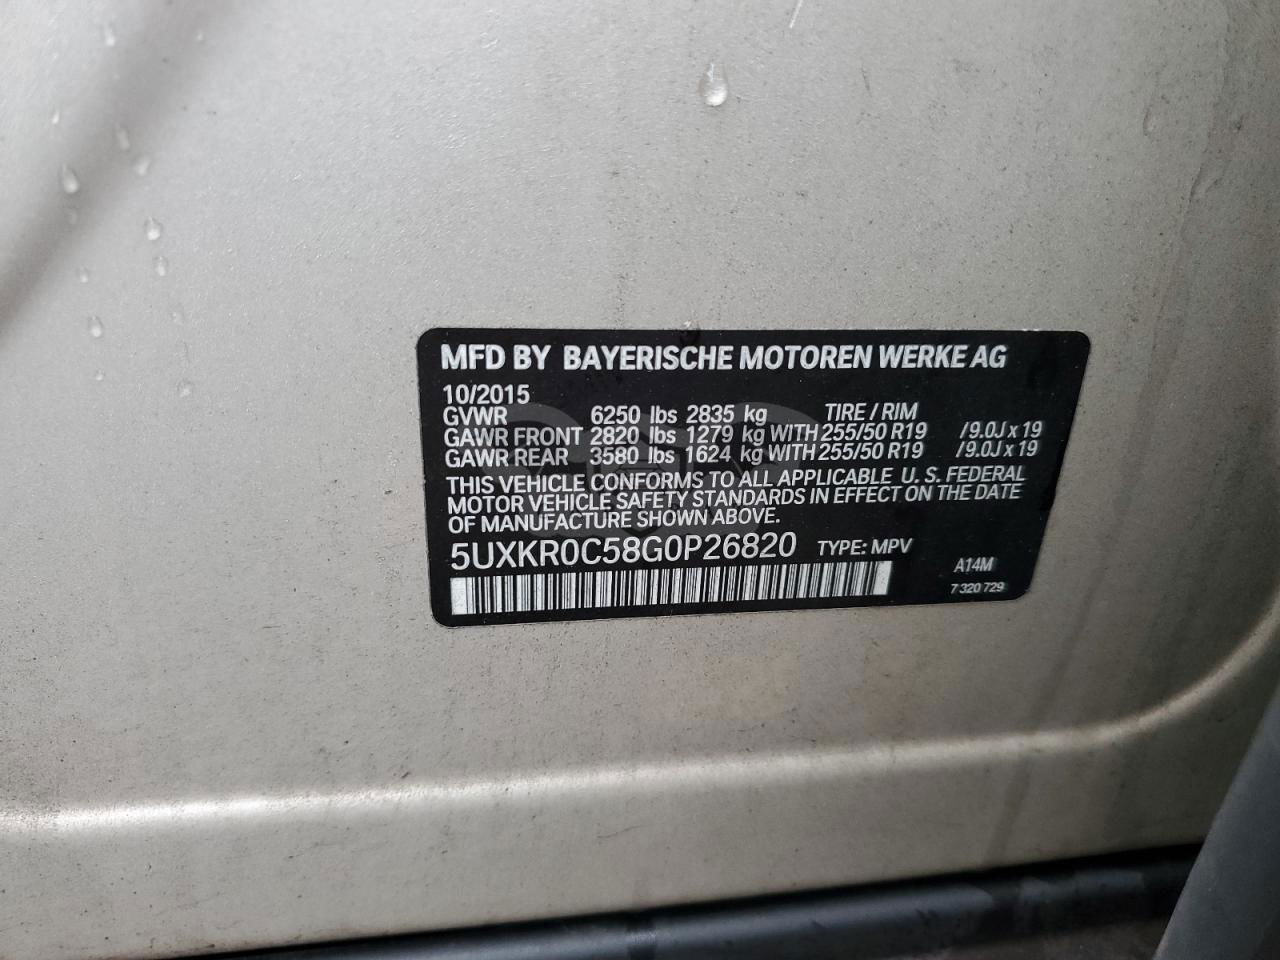 MFD BY BAYERISCHE MOTOREN WERKE AG
10/2015
GVWR 6250 lbs 2835 kg TIRE / RIM
GAWR FRONT 2820 lbs 1279 kg WITH 255/50 R19 /9.0J x 19
GAWR REAR 3580 lbs 1624 kg WITH 255/50 R19 /9.0J x 19
THIS VEHICLE CONFORMS TO ALL APPLICABLE U. S. FEDERAL
MOTOR VEHICLE SAFETY STANDARDS IN EFFECT ON THE DATE
OF MANUFACTURE SHOWN ABOVE.
5UXKR0C58G0P26820 TYPE: MPV
A14M
7 320 729